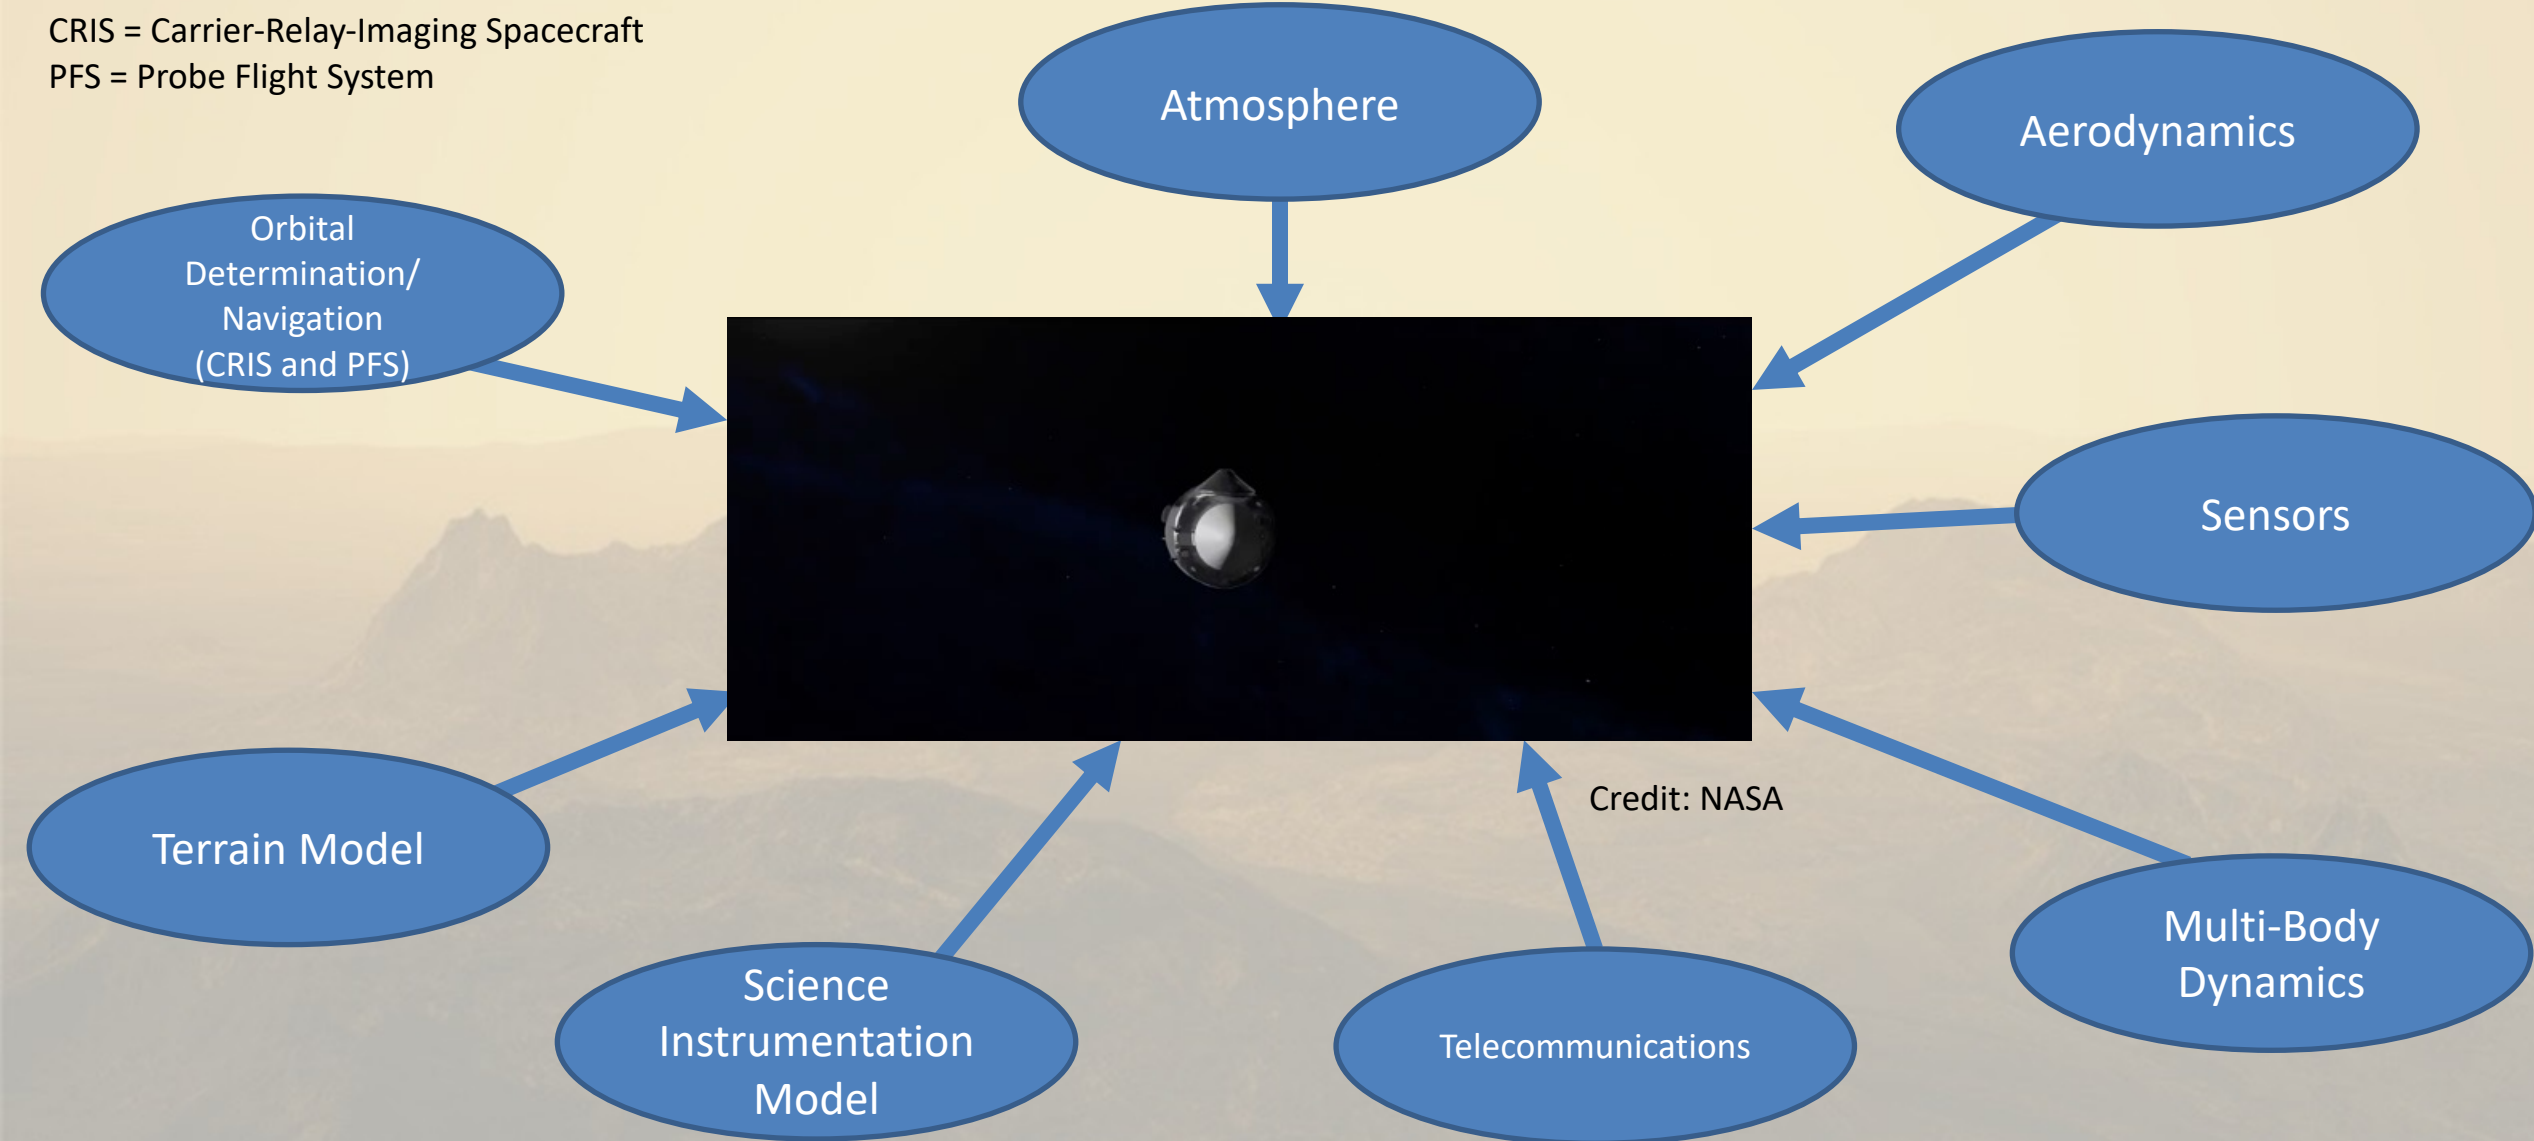 CRIS = Carrier-Relay-Imaging Spacecraft
PFS = Probe Flight System
Atmosphere
Aerodynamics
Orbital
Determination/
Navigation
(CRIS and PFS)
Sensors
Credit: NASA
Terrain Model
Multi-Body
Dynamics
Science
Instrumentation
Model
Telecommunications